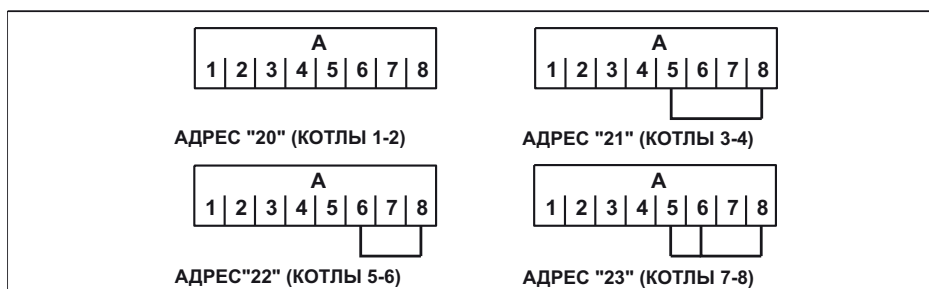 А
1 2 3 4 5 6 7 8
АДРЕС "20" (КОТЛЫ 1-2)
А
1 2 3 4 5 6 7 8
АДРЕС "21" (КОТЛЫ 3-4)
А
1 2 3 4 5 6 7 8
АДРЕС"22" (КОТЛЫ 5-6)
А
1 2 3 4 5 6 7 8
АДРЕС "23" (КОТЛЫ 7-8)